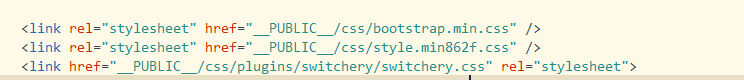 <link rel="stylesheet" href="__PUBLIC__/css/bootstrap.min.css" />
<link rel="stylesheet" href="__PUBLIC__/css/style.min862f.css" />
<link href="__PUBLIC__/css/plugins/switchery/switchery.css" rel="stylesheet">